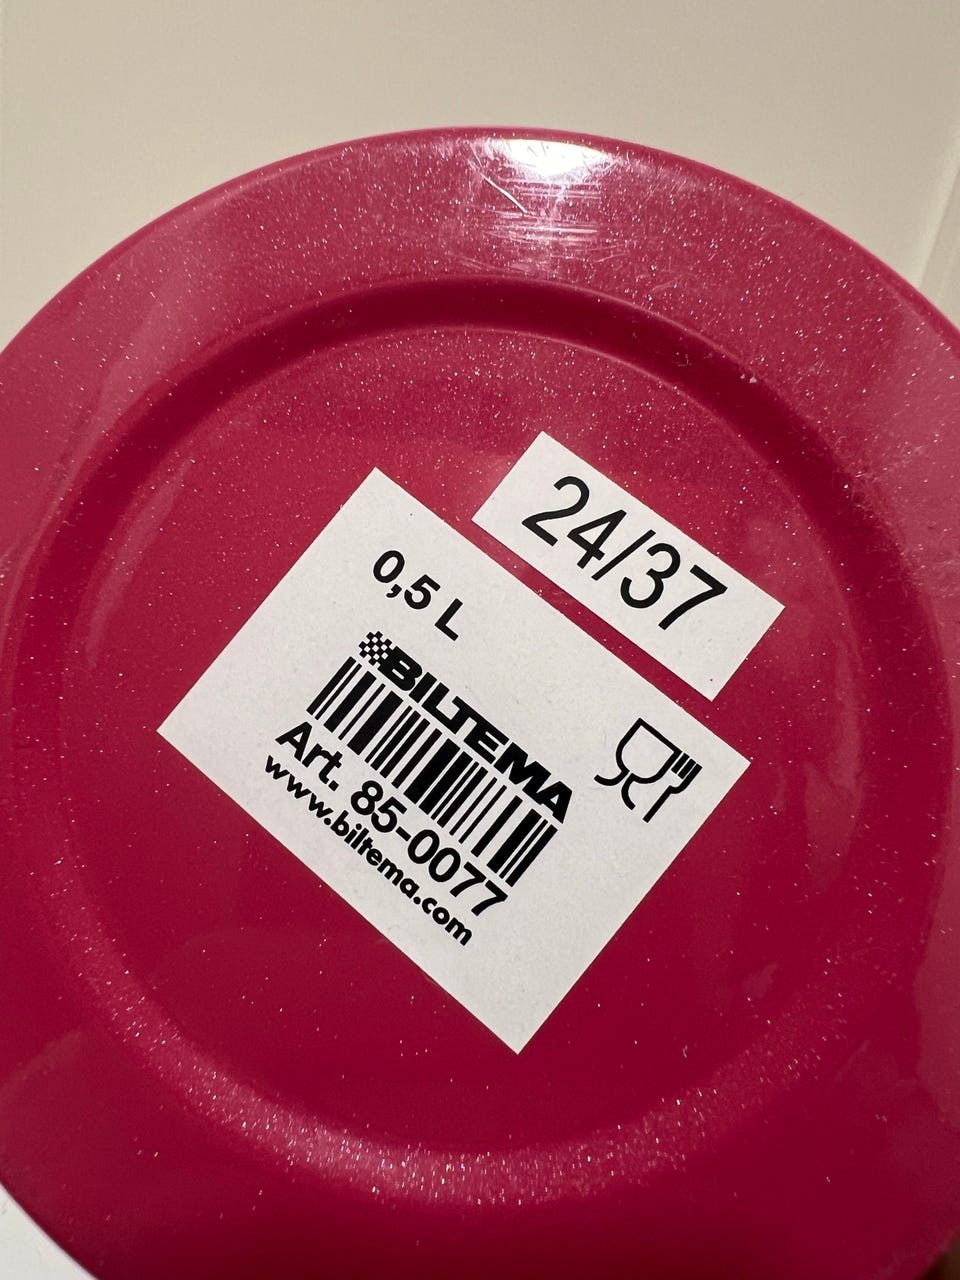 24/37
0,5 L
BILTEMA
Art. 85-0077
www.biltema.com